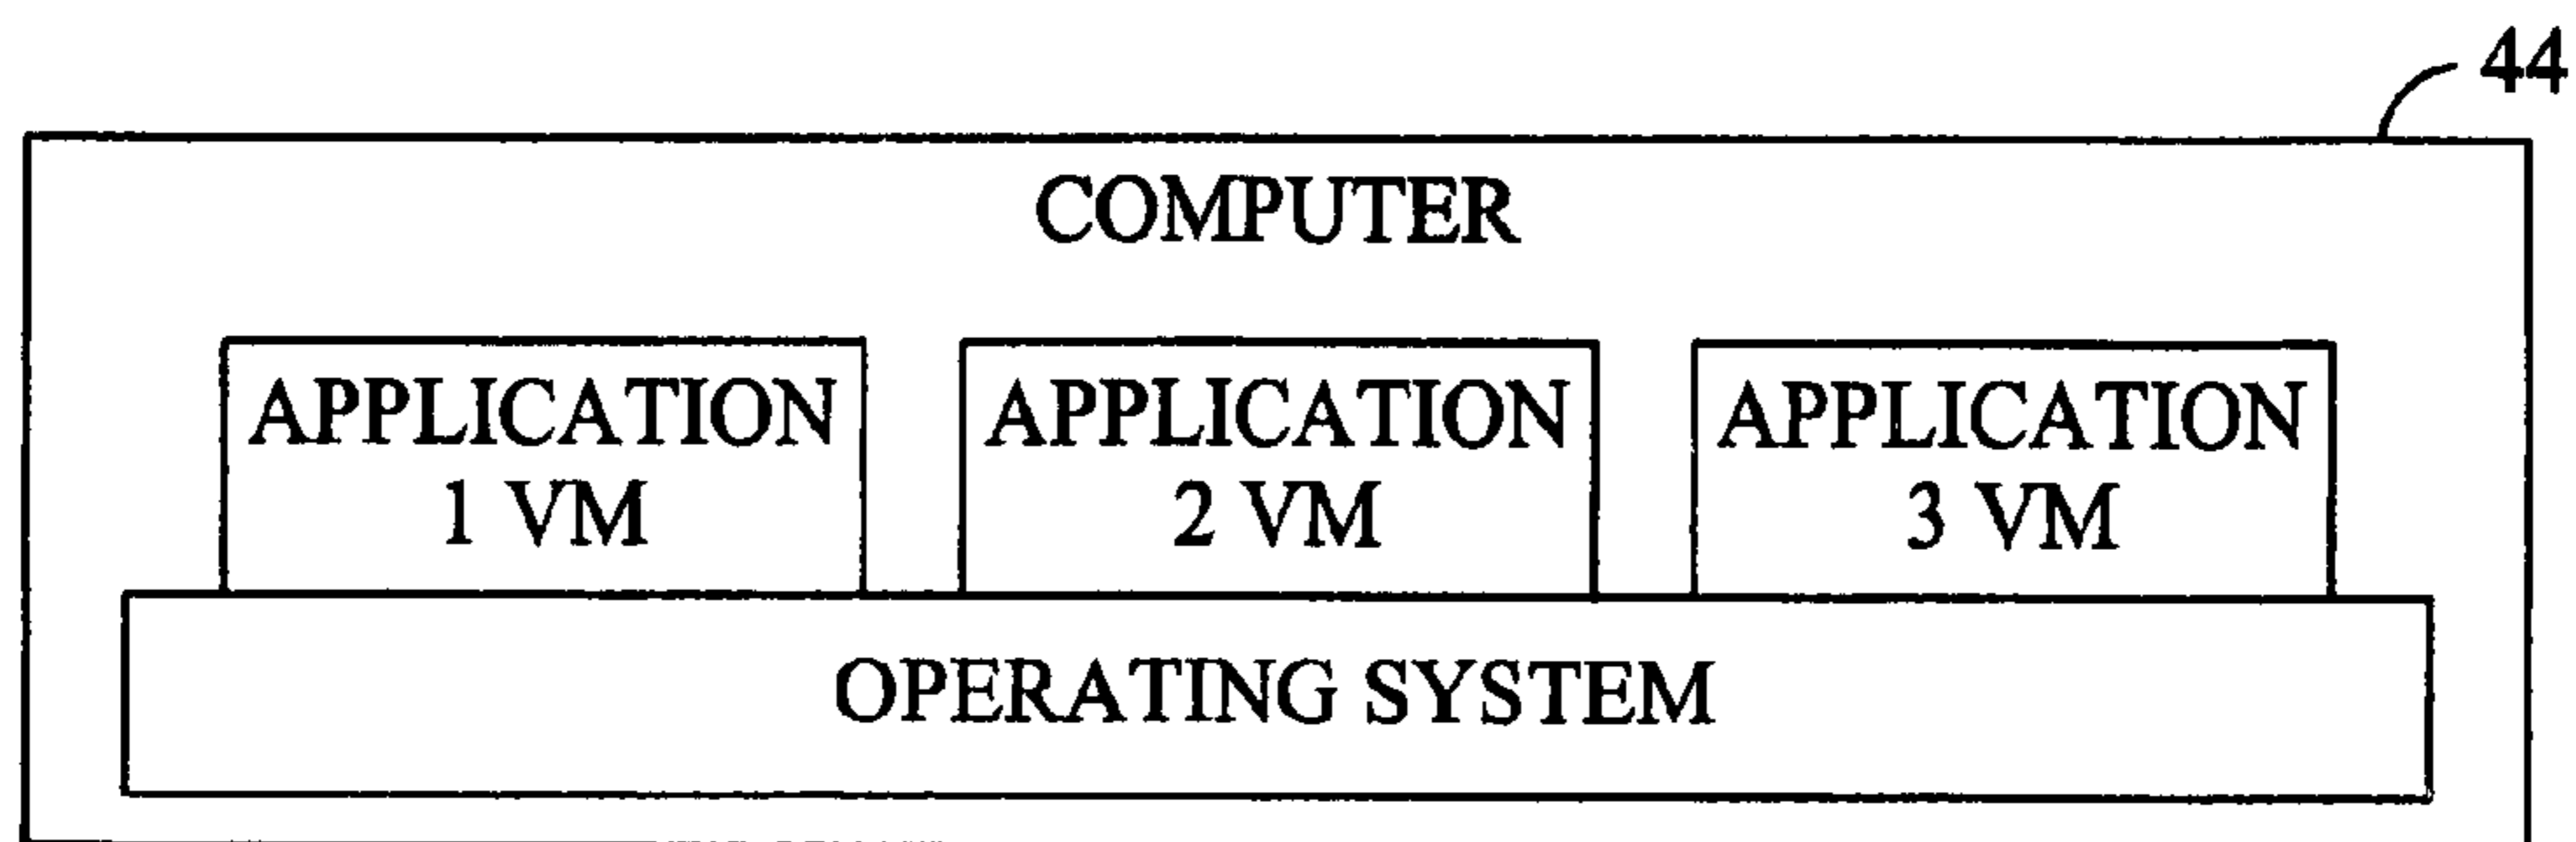 44
COMPUTER
APPLICATION
1 VM
APPLICATION
2 VM
APPLICATION
3 VM
OPERATING SYSTEM